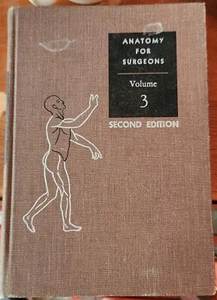 ANATOMY
FOR
SURGEONS
Volume
3
SECOND EDITION